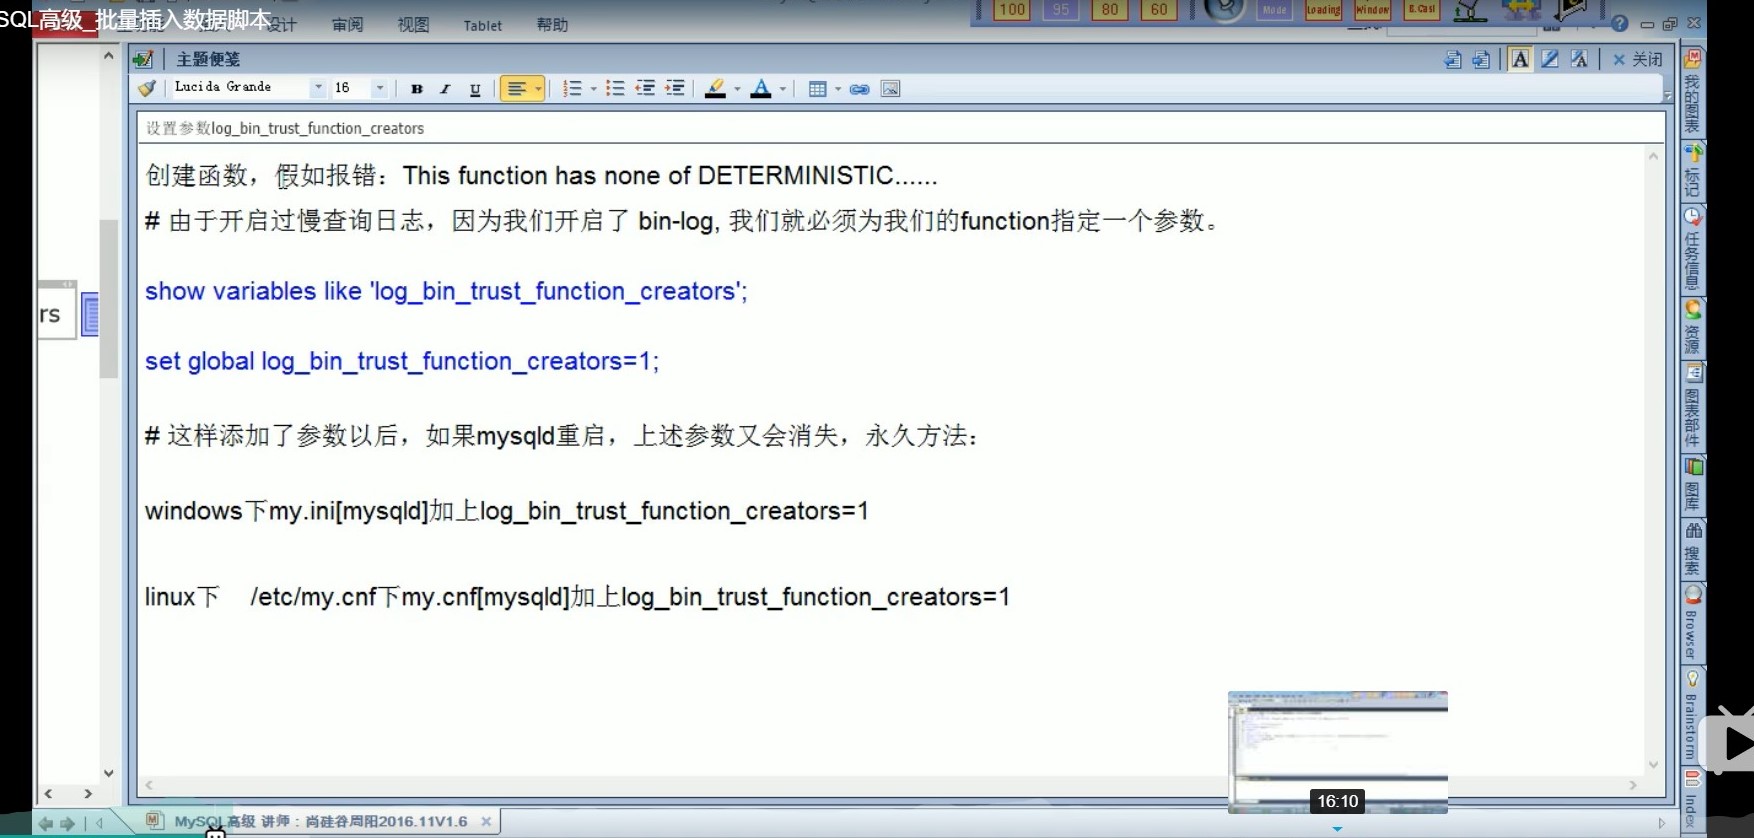 SQL高级_批量插入数据脚本
审阅 视图 Tablet 帮助
100 95 80 60 Mode Loading Window
主题便笺
关闭
Lucida Grande 16 B I U
设置参数log_bin_trust_function_creators
创建函数，假如报错：This function has none of DETERMINISTIC......
# 由于开启过慢查询日志，因为我们开启了 bin-log, 我们就必须为我们的function指定一个参数。
show variables like 'log_bin_trust_function_creators';
rs
set global log_bin_trust_function_creators=1;
# 这样添加了参数以后，如果mysqld重启，上述参数又会消失，永久方法：
windows下my.ini[mysqld]加上log_bin_trust_function_creators=1
linux下 /etc/my.cnf下my.cnf[mysqld]加上log_bin_trust_function_creators=1
我的图表
标记
任务信息
资源
图表部件
图库
搜索
Browser
Brainstorm
Index
16:10
MySQL高级 讲师：尚硅谷周阳2016.11V1.6